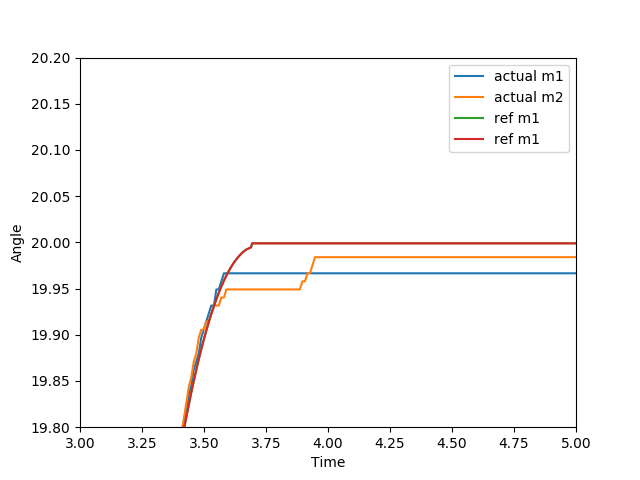 20.20
20.15
20.10
20.05
20.00
19.95
19.90
19.85
19.80
Angle
3.00 3.25 3.50 3.75 4.00 4.25 4.50 4.75 5.00
Time
actual m1
actual m2
ref m1
ref m1